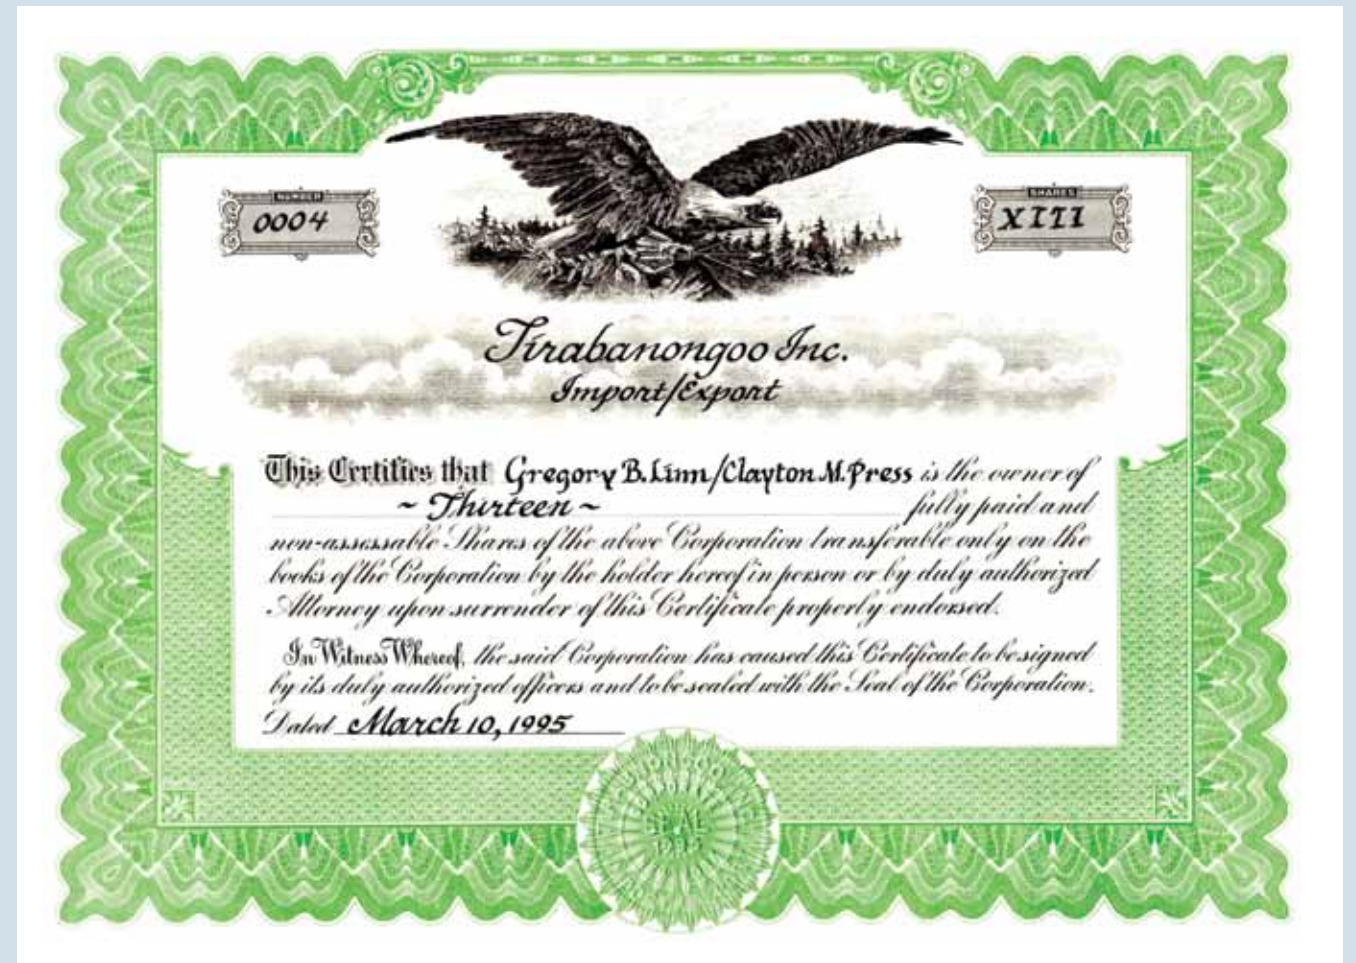 NUMBER
0004
SHARES
XIII
Tirabanongoo Inc.
Import/Export
This Certifies that Gregory B. Linn/Clayton M. Press is the owner of
~ Thirteen ~ fully paid and
non-assessable Shares of the above Corporation transferable only on the
books of the Corporation by the holder hereof in person or by duly authorized
Attorney upon surrender of this Certificate properly endorsed.
In Witness Whereof, the said Corporation has caused this Certificate to be signed
by its duly authorized officers and to be sealed with the Seal of the Corporation.
Dated March 10, 1995
SEAL